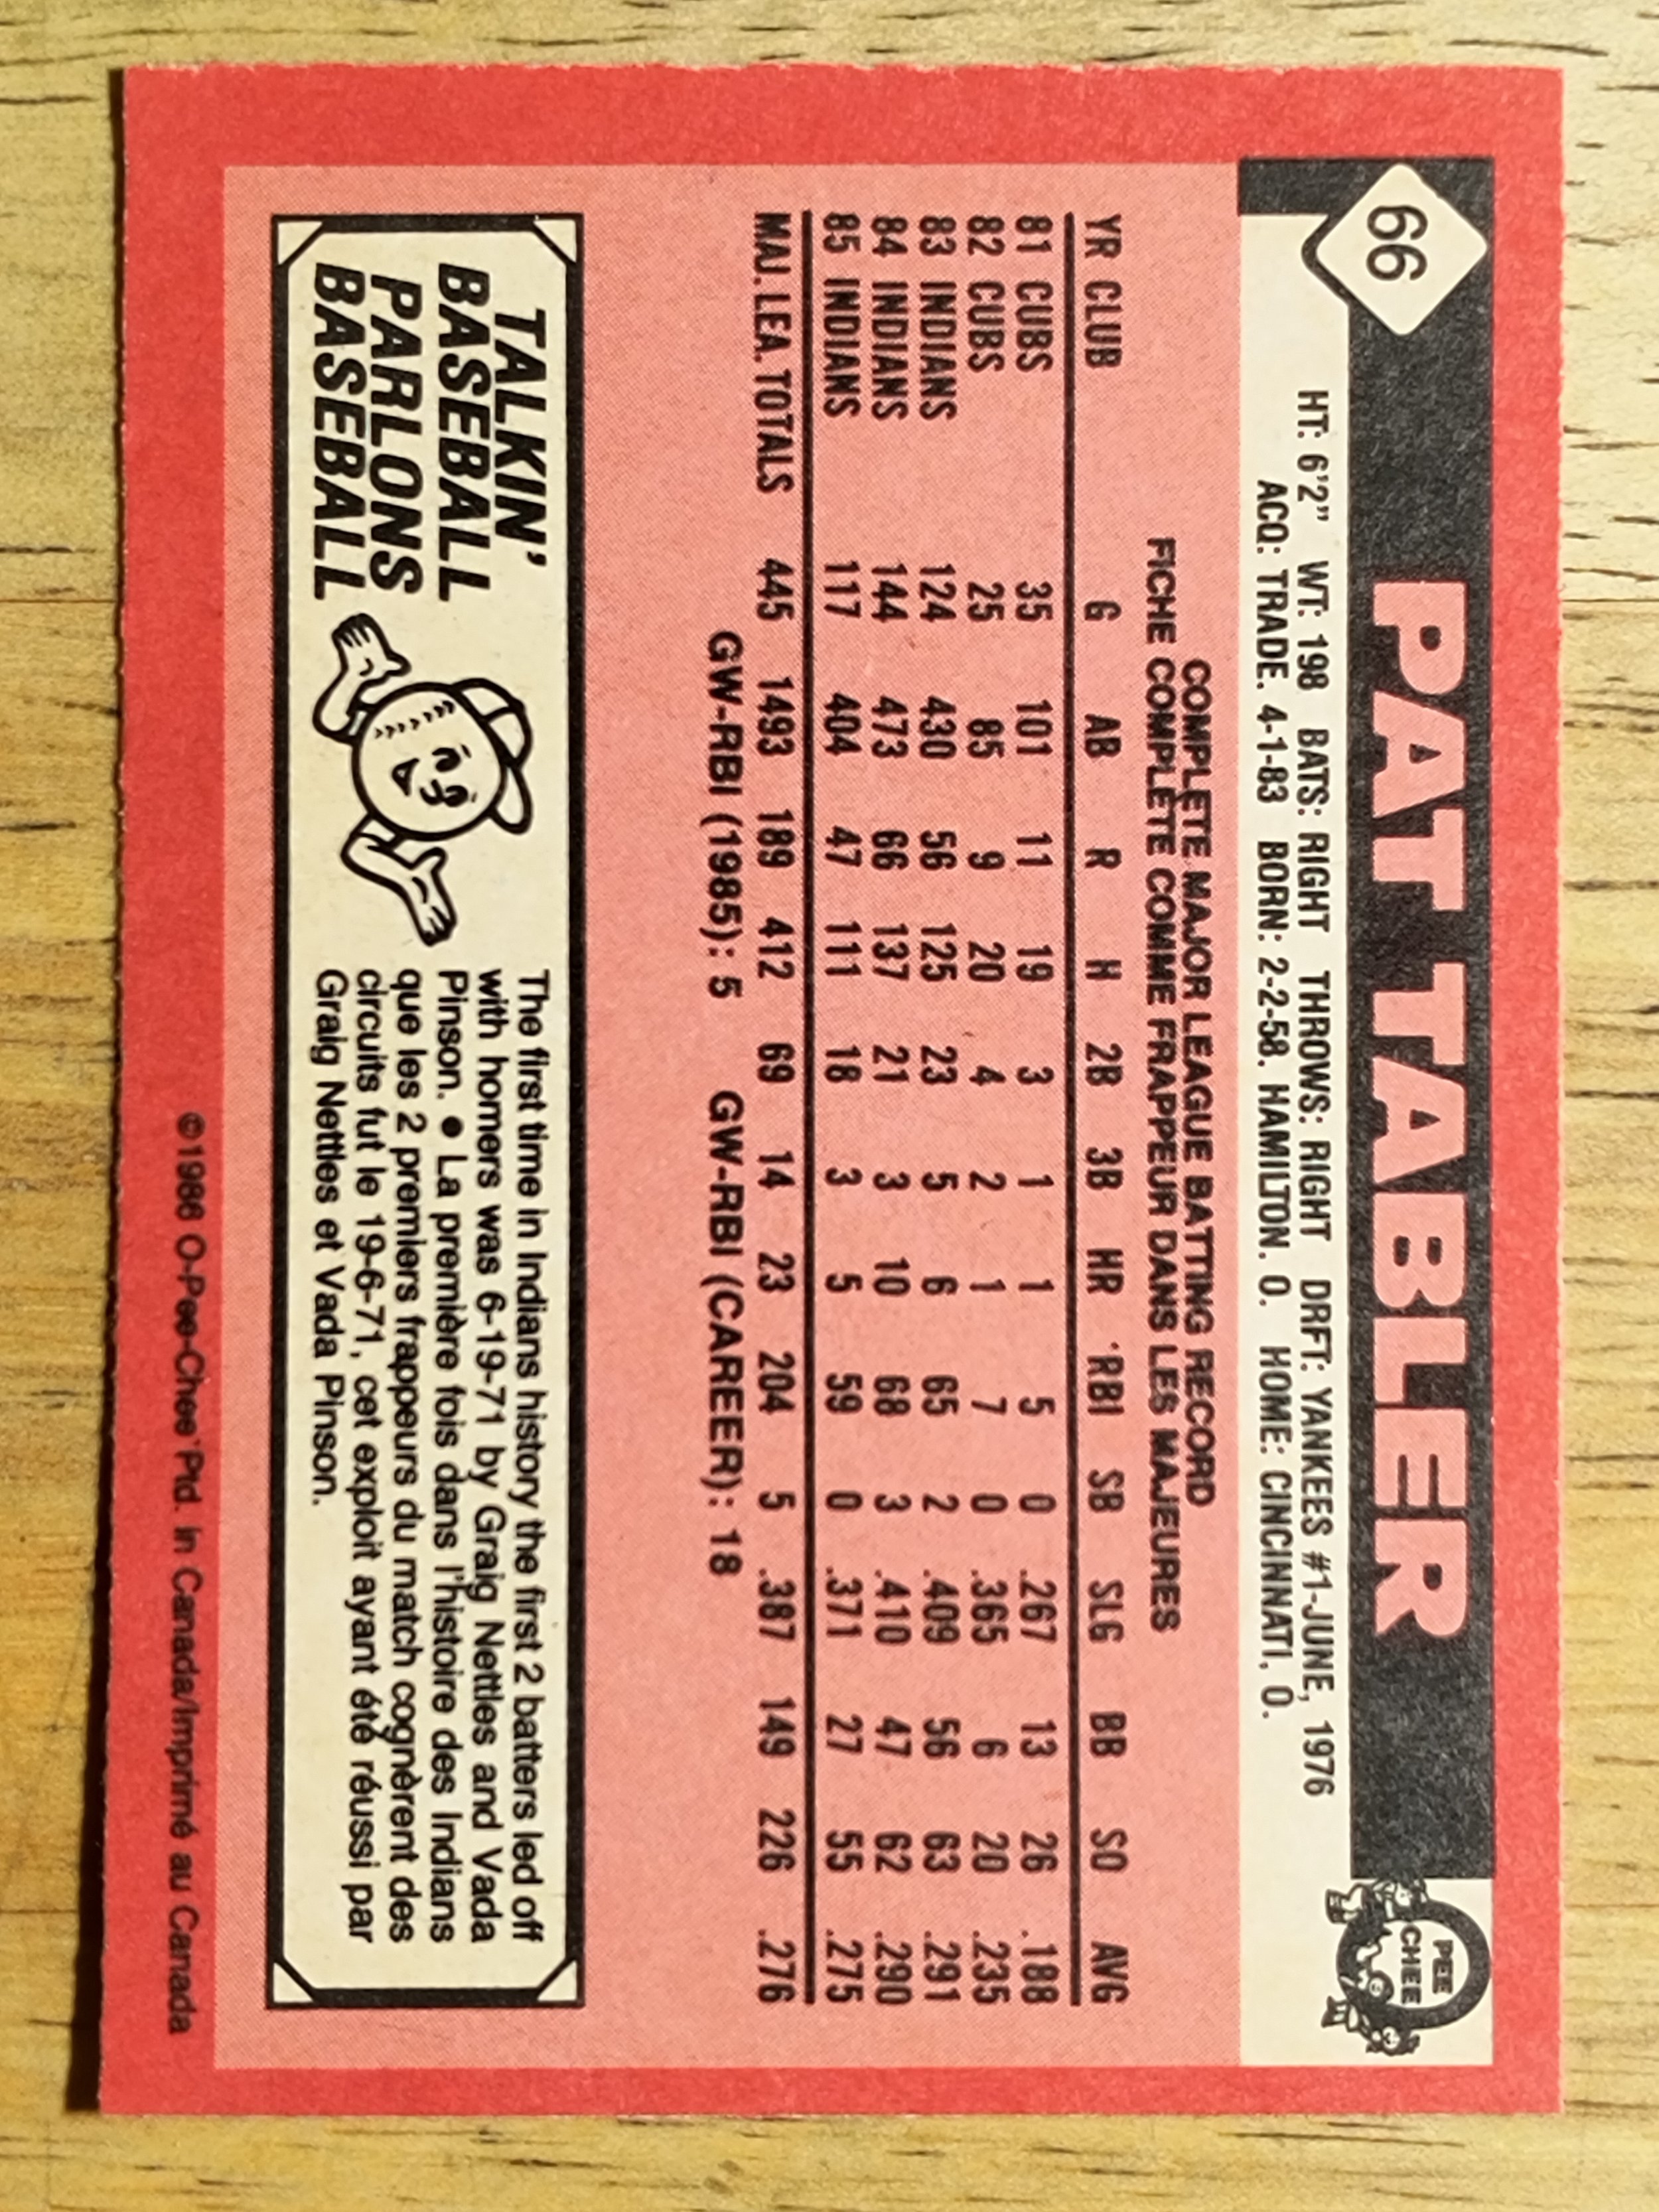 66
PAT TABLER
PEE
CHEE
HT: 6'2" WT: 198 BATS: RIGHT THROWS: RIGHT DRFT: YANKEES #1-JUNE, 1976
ACQ: TRADE. 4-1-83 BORN: 2-2-58. HAMILTON. O. HOME: CINCINNATI, O.
COMPLETE MAJOR LEAGUE BATTING RECORD
FICHE COMPLÈTE COMME FRAPPEUR DANS LES MAJEURES
YR CLUB G AB R H 2B 3B HR RBI SB SLG BB SO AVG
81 CUBS 35 101 11 19 3 1 1 5 0 .267 13 26 .188
82 CUBS 25 85 9 20 4 2 1 7 0 .365 6 20 .235
83 INDIANS 124 430 56 125 23 5 6 65 2 .409 56 63 .291
84 INDIANS 144 473 66 137 21 3 10 68 3 .410 47 62 .290
85 INDIANS 117 404 47 111 18 3 5 59 0 .371 27 55 .275
MAJ. LEA. TOTALS 445 1493 189 412 69 14 23 204 5 .387 149 226 .276
GW-RBI (1985): 5 GW-RBI (CAREER): 18
TALKIN'
BASEBALL
PARLONS
BASEBALL
The first time in Indians history the first 2 batters led off
with homers was 6-19-71 by Graig Nettles and Vada
Pinson. ● La première fois dans l'histoire des Indians
que les 2 premiers frappeurs du match cognèrent des
circuits fut le 19-6-71, cet exploit ayant été réussi par
Graig Nettles et Vada Pinson.
©1986 O-Pee-Chee Ptd. in Canada/Imprimé au Canada